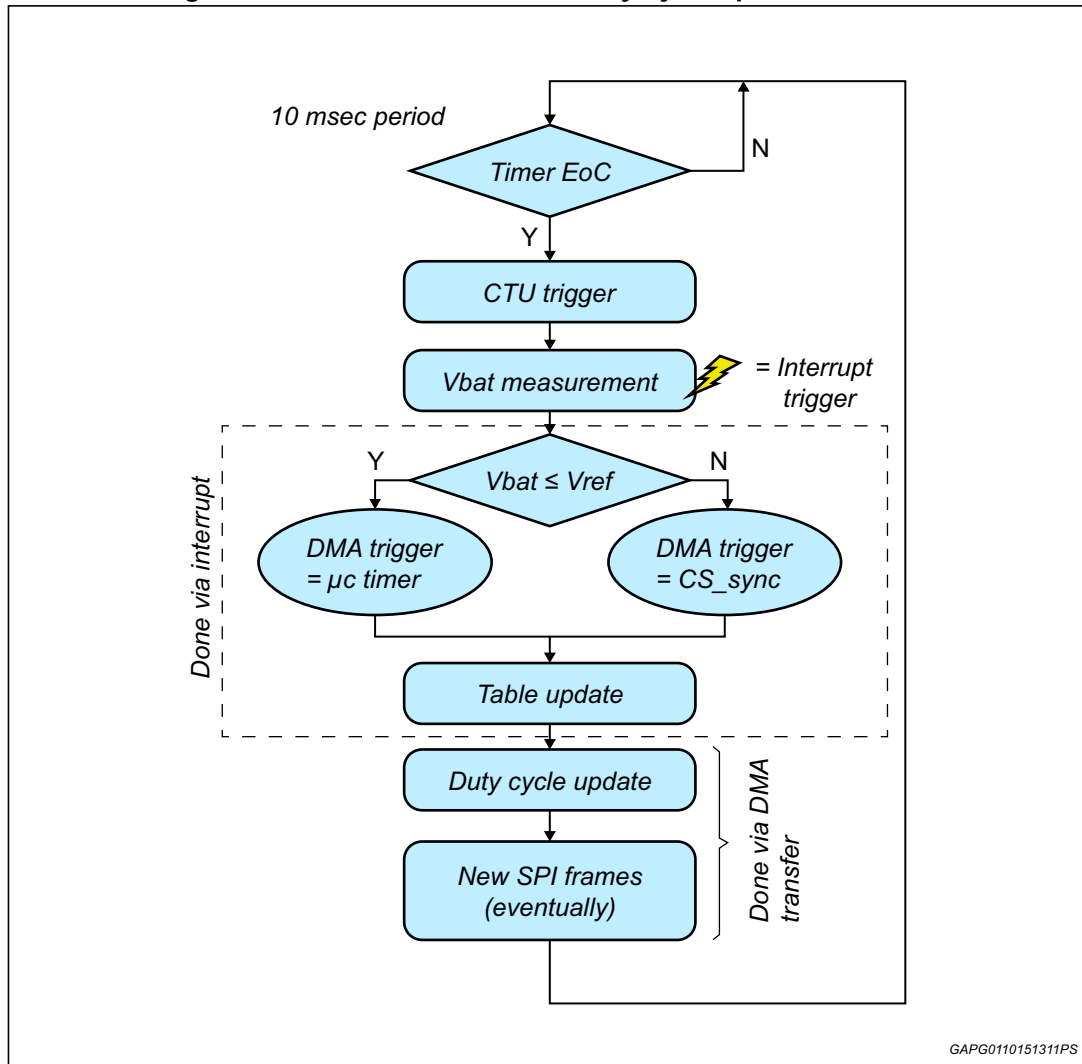 10 msec period
Timer EoC
N
Y
CTU trigger
Vbat measurement
= Interrupt
trigger
Y
N
Vbat ≤ Vref
DMA trigger
= µc timer
DMA trigger
= CS_sync
Done via interrupt
Table update
Duty cycle update
New SPI frames
(eventually)
Done via DMA
transfer
GAPG0110151311PS